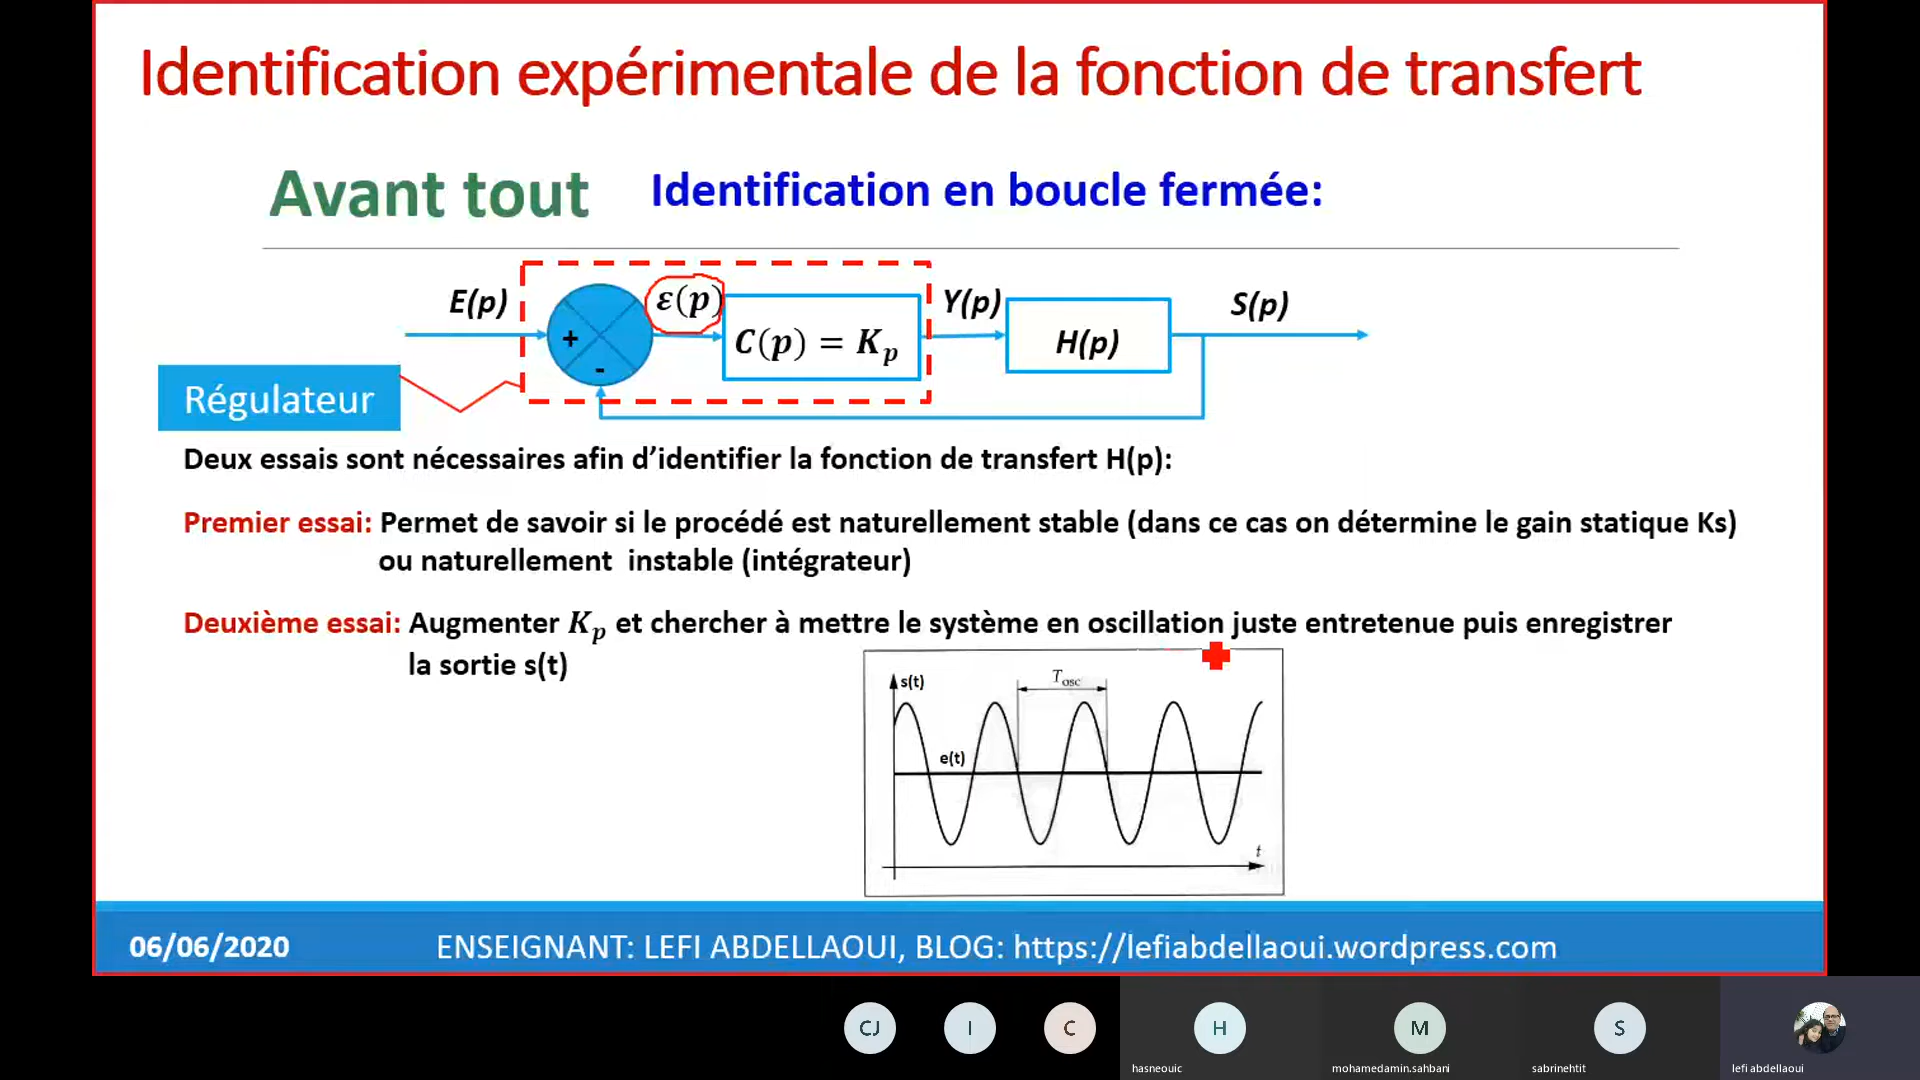 Identification expérimentale de la fonction de transfert
Avant tout Identification en boucle fermée:
E(p) ε(p) Y(p) S(p)
+ C(p) = Kp H(p)
-
Régulateur
Deux essais sont nécessaires afin d’identifier la fonction de transfert H(p):
Premier essai: Permet de savoir si le procédé est naturellement stable (dans ce cas on détermine le gain statique Ks)
ou naturellement instable (intégrateur)
Deuxième essai: Augmenter Kp et chercher à mettre le système en oscillation juste entretenue puis enregistrer
la sortie s(t)
s(t) Tosc
e(t)
t
06/06/2020 ENSEIGNANT: LEFI ABDELLAOUI, BLOG: https://lefiabdellaoui.wordpress.com
CJ I C H M S
hasneouic mohamedamin.sahbani sabrinehtit lefi abdellaoui